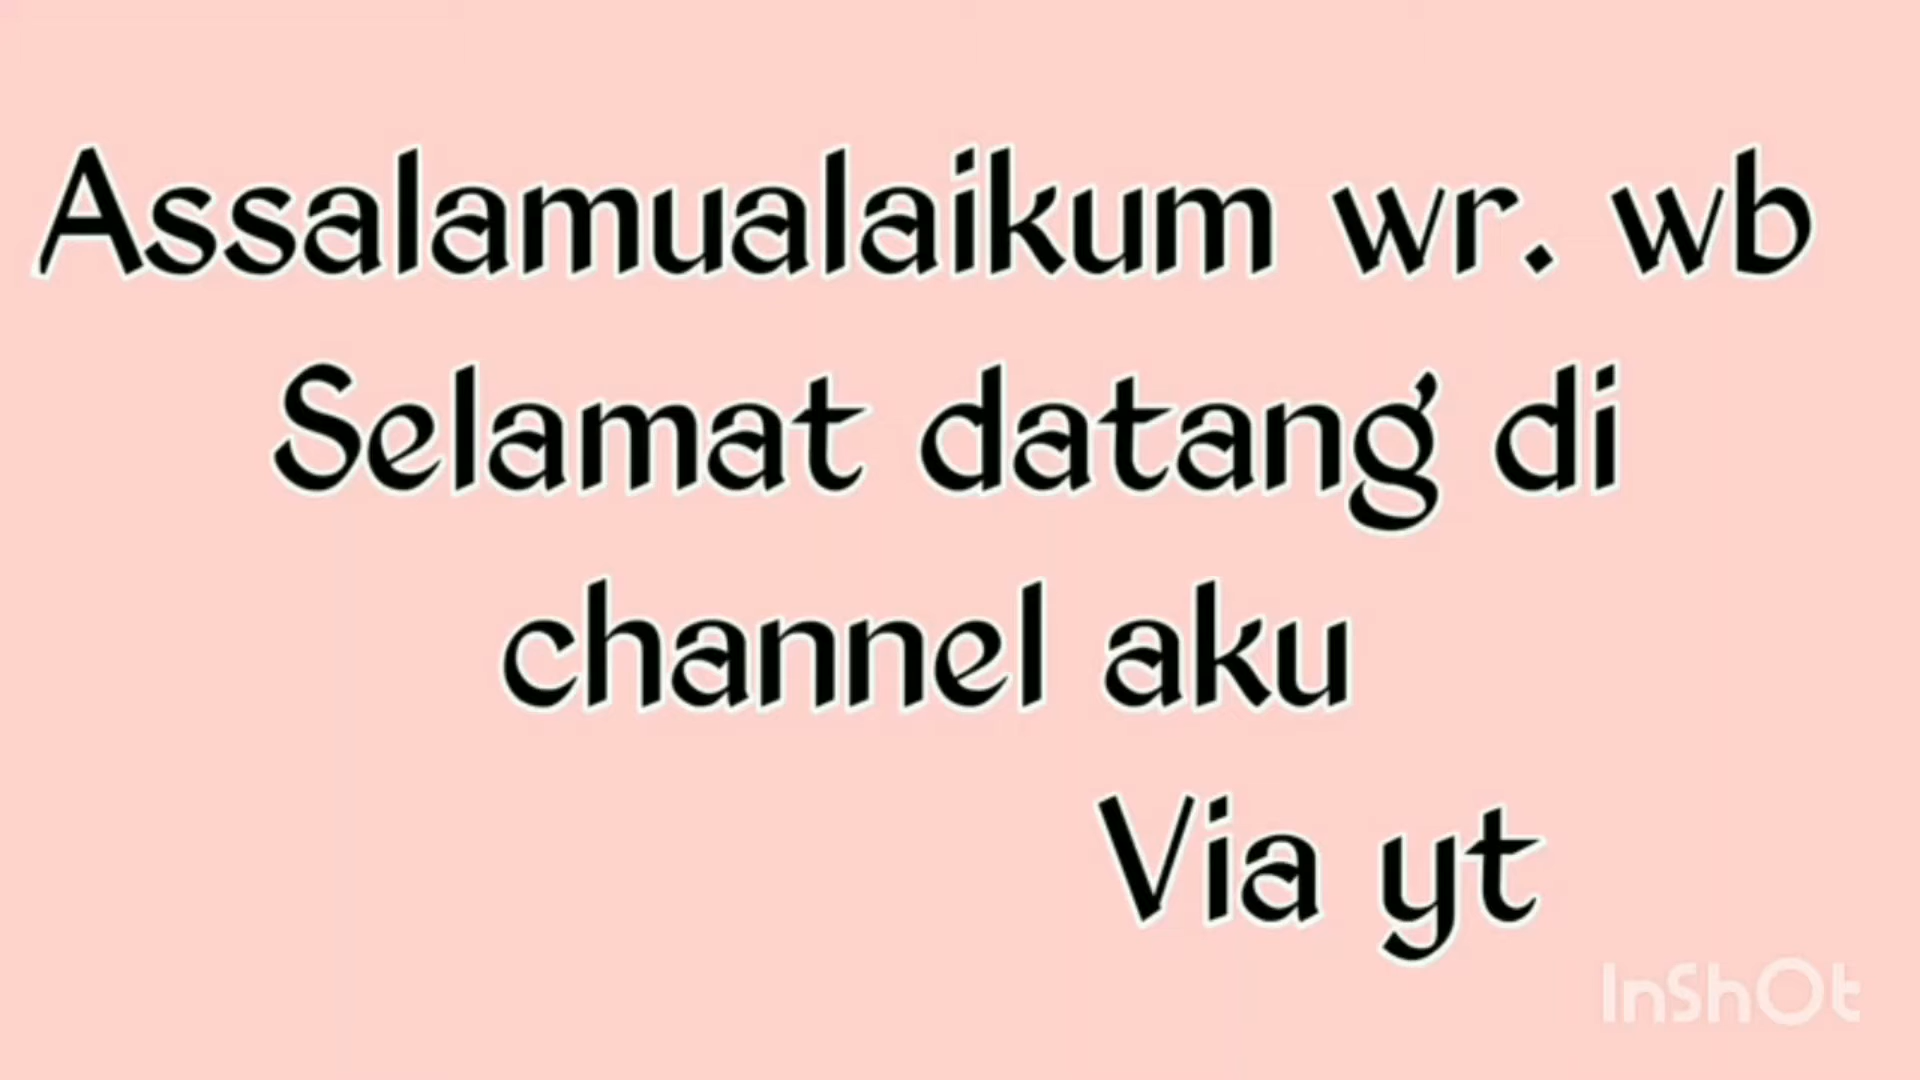 Assalamualaikum wr. wb
Selamat datang di
channel aku
Via yt
InShOt